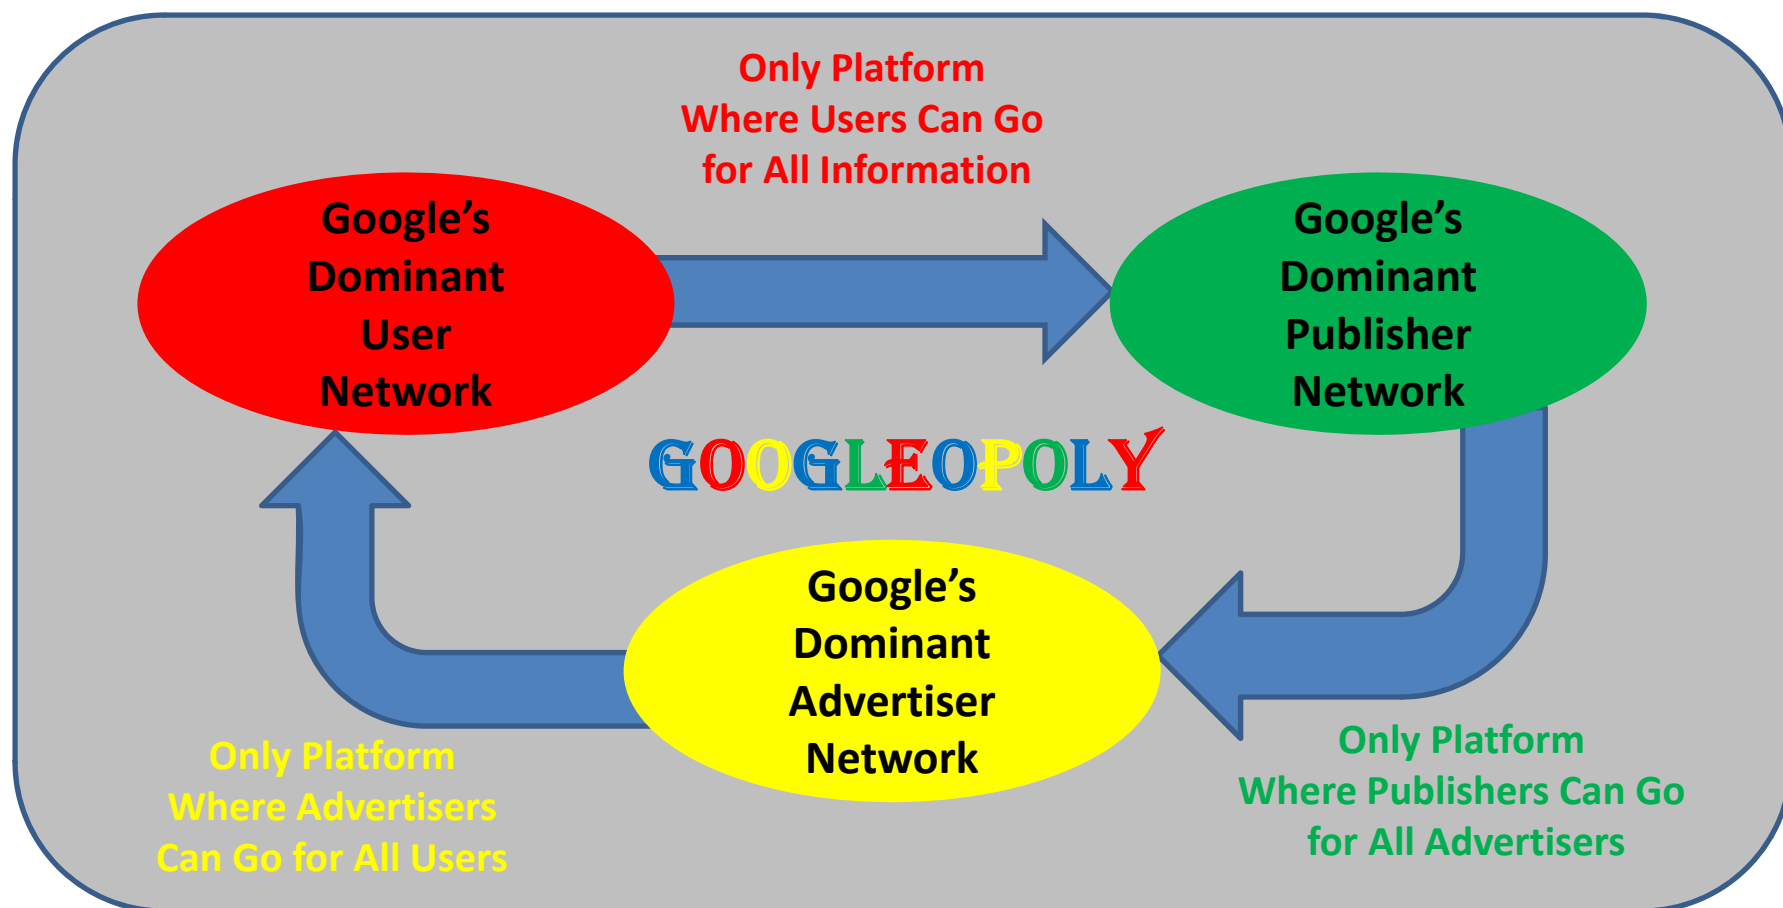 Only Platform
Where Users Can Go
for All Information
Google’s
Dominant
User
Network
Google’s
Dominant
Publisher
Network
GOOGLEOPOLY
Google’s
Dominant
Advertiser
Network
Only Platform
Where Advertisers
Can Go for All Users
Only Platform
Where Publishers Can Go
for All Advertisers